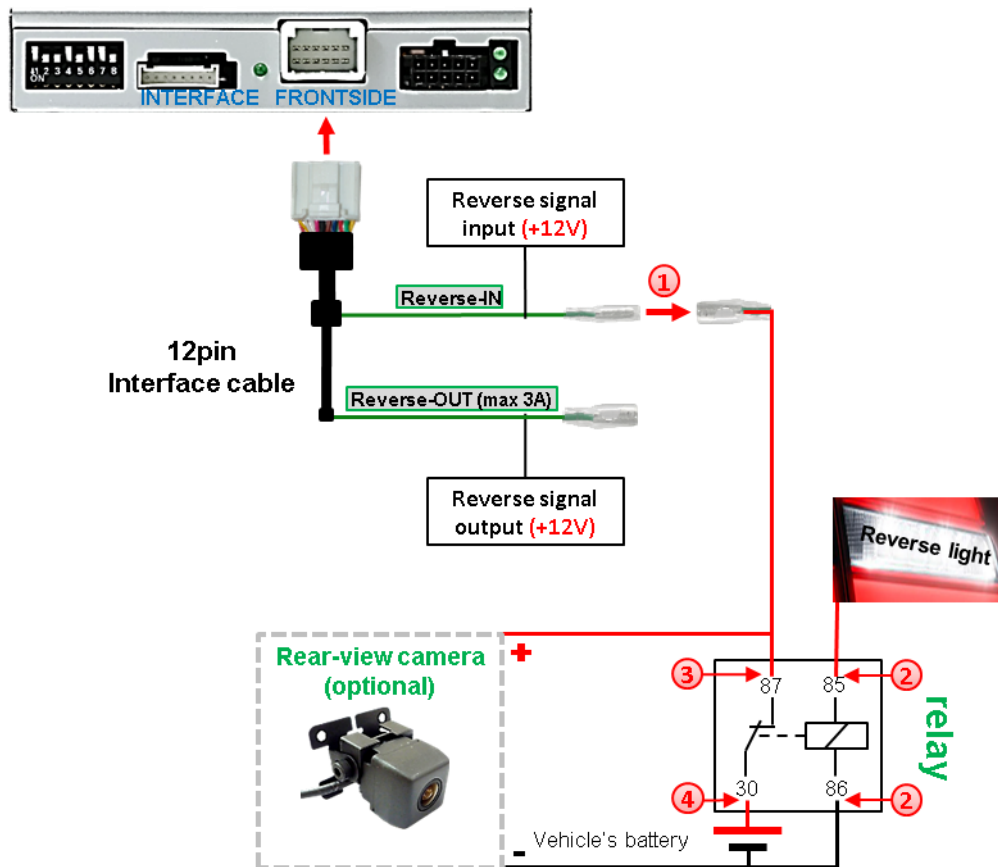 ON
1 2 3 4 5 6 7 8
INTERFACE FRONTSIDE
Reverse signal
input (+12V)
1
Reverse-IN
12pin
Interface cable
Reverse-OUT (max 3A)
Reverse signal
output (+12V)
Reverse light
Rear-view camera
(optional)
+
3
87
85
2
relay
4
30
86
2
-
Vehicle's battery